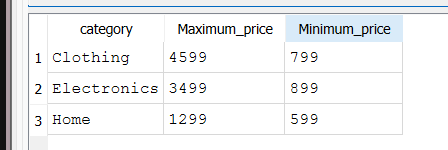 category Maximum_price Minimum_price
1 Clothing 4599 799
2 Electronics 3499 899
3 Home 1299 599